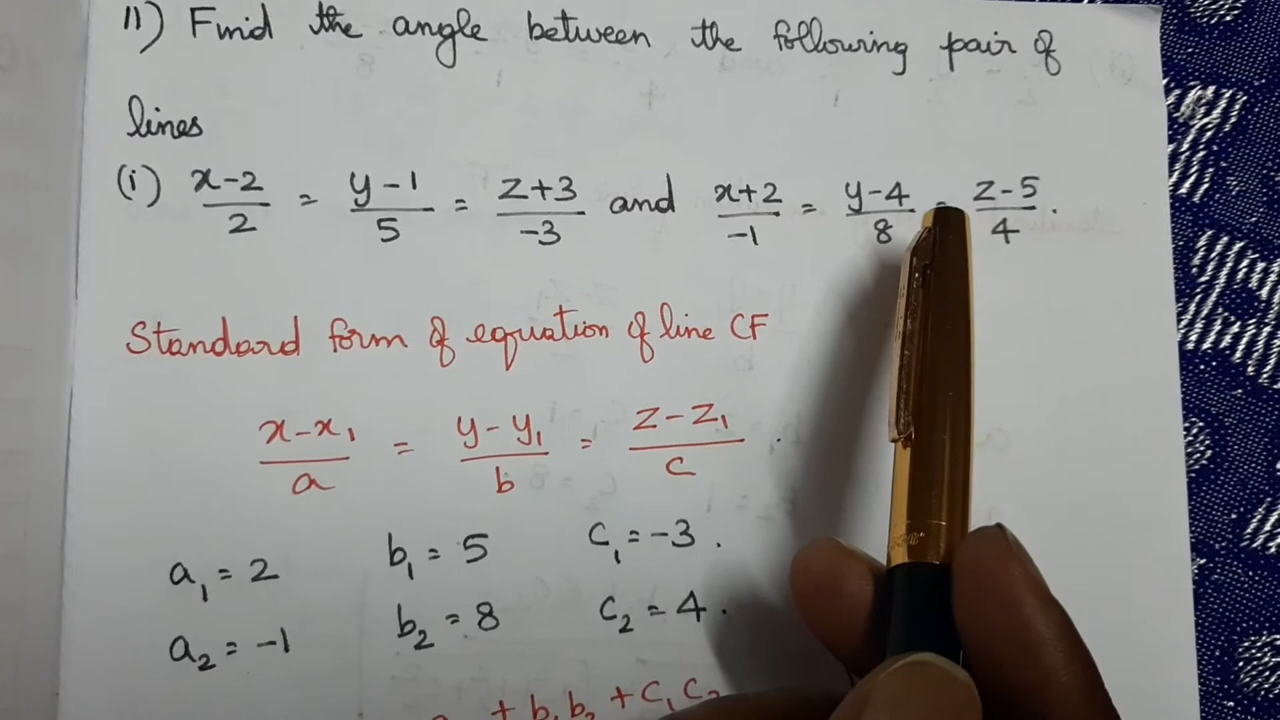 11) Find the angle between the following pair of
lines
(i) x-2/2 = y-1/5 = z+3/-3 and x+2/-1 = y-4/8 = z-5/4.
Standard form of equation of line CF
x-x₁/a = y-y₁/b = z-z₁/c.
a₁ = 2 b₁ = 5 c₁ = -3.
a₂ = -1 b₂ = 8 c₂ = 4.
+ b₁b₂ + c₁c₂